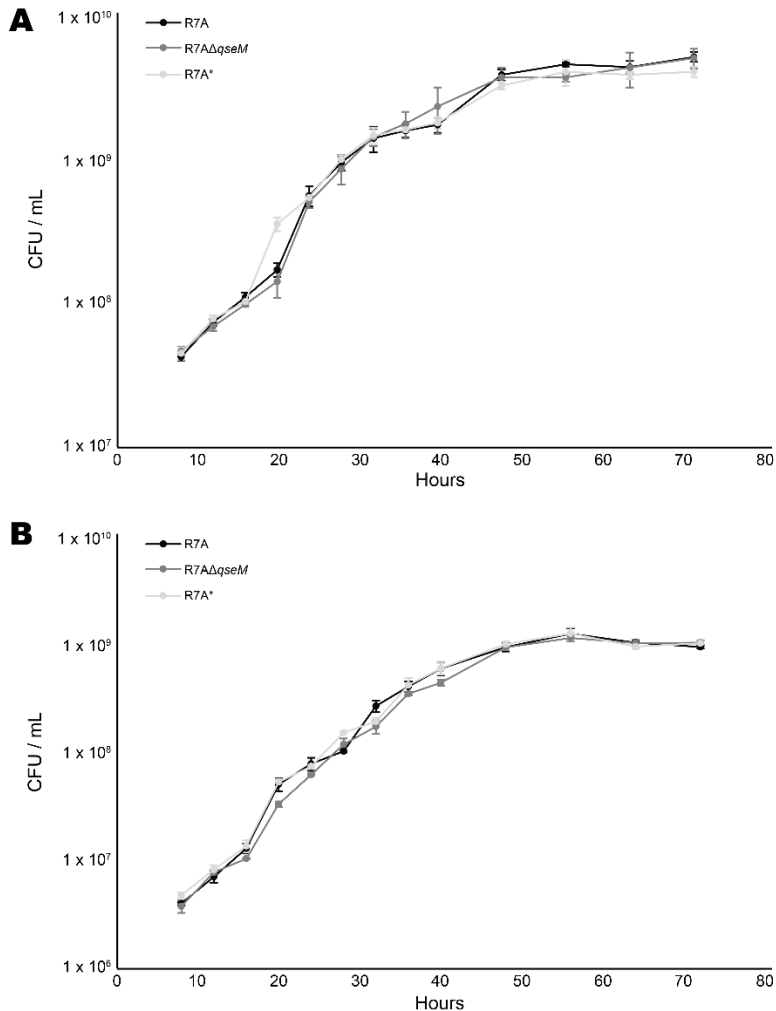 A
1 x 10¹⁰
R7A
R7AΔqseM
R7A*
1 x 10⁹
CFU / mL
1 x 10⁸
1 x 10⁷
0 10 20 30 40 50 60 70 80
Hours
B
1 x 10¹⁰
R7A
R7AΔqseM
R7A*
1 x 10⁹
CFU / mL
1 x 10⁸
1 x 10⁷
1 x 10⁶
0 10 20 30 40 50 60 70 80
Hours